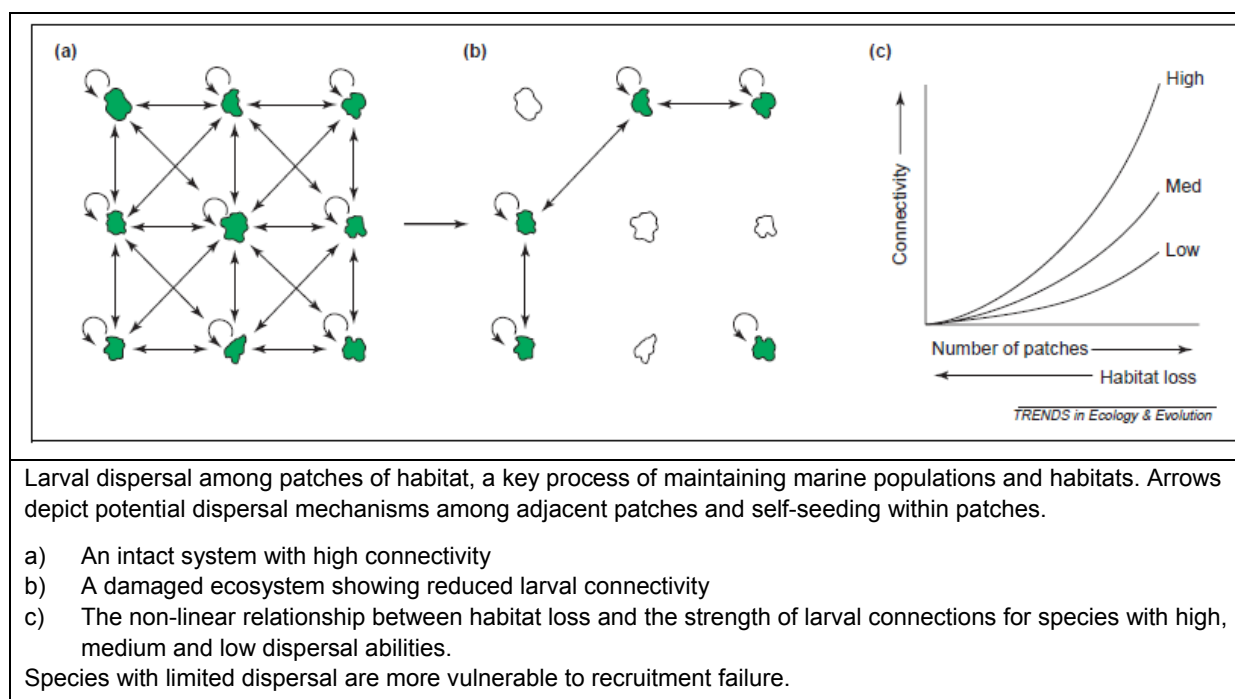 (a)
(b)
(c)
High
Med
Low
Connectivity
Number of patches
Habitat loss
TRENDS in Ecology & Evolution
Larval dispersal among patches of habitat, a key process of maintaining marine populations and habitats. Arrows
depict potential dispersal mechanisms among adjacent patches and self-seeding within patches.
a) An intact system with high connectivity
b) A damaged ecosystem showing reduced larval connectivity
c) The non-linear relationship between habitat loss and the strength of larval connections for species with high,
medium and low dispersal abilities.
Species with limited dispersal are more vulnerable to recruitment failure.